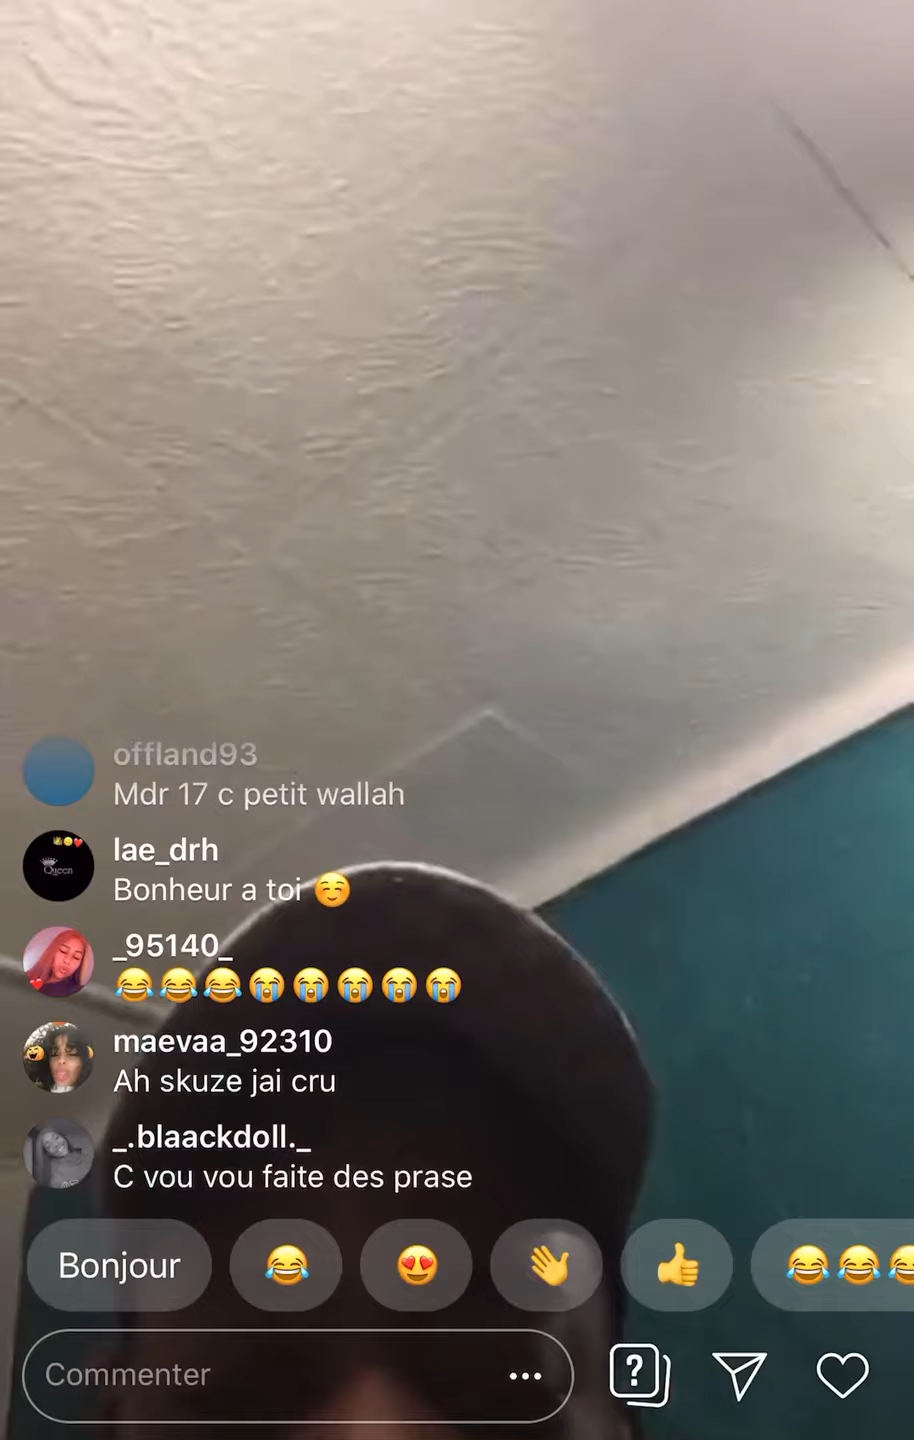 offland93
Mdr 17 c petit wallah
lae_drh
Queen
Bonheur a toi ☺️
_95140_
😂😂😂😭😭😭😭😭
maevaa_92310
Ah skuze jai cru
_.blaackdoll._
C vou vou faite des prase
Bonjour 😂 😍 👋 👍 😂😂😂
Commenter